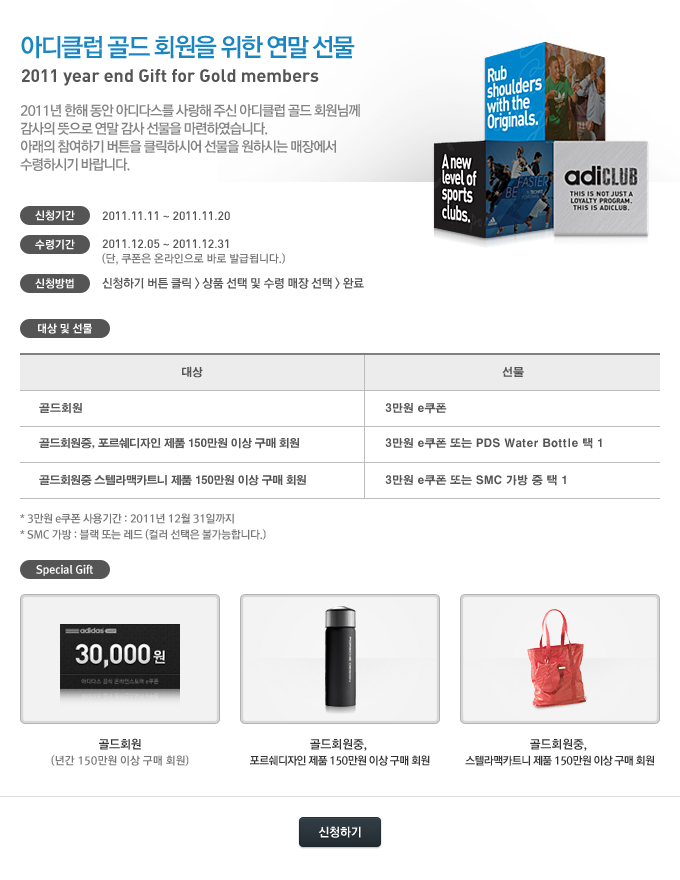 아디클럽 골드 회원을 위한 연말 선물
2011 year end Gift for Gold members
2011년 한해 동안 아디다스를 사랑해 주신 아디클럽 골드 회원님께
감사의 뜻으로 연말 감사 선물을 마련하였습니다.
아래의 참여하기 버튼을 클릭하시어 선물을 원하시는 매장에서
수령하시기 바랍니다.
Rub
shoulders
with the
Originals.
A new
level of
sports
clubs.
BE FASTER
adiCLUB
THIS IS NOT JUST A
LOYALTY PROGRAM.
THIS IS ADICLUB.
신청기간 2011.11.11 ~ 2011.11.20
수령기간 2011.12.05 ~ 2011.12.31
(단, 쿠폰은 온라인으로 바로 발급됩니다.)
신청방법 신청하기 버튼 클릭 > 상품 선택 및 수령 매장 선택 > 완료
대상 및 선물
대상 선물
골드회원 3만원 e쿠폰
골드회원중, 포르쉐디자인 제품 150만원 이상 구매 회원 3만원 e쿠폰 또는 PDS Water Bottle 택 1
골드회원중 스텔라맥카트니 제품 150만원 이상 구매 회원 3만원 e쿠폰 또는 SMC 가방 중 택 1
* 3만원 e쿠폰 사용기간 : 2011년 12월 31일까지
* SMC 가방 : 블랙 또는 레드 (컬러 선택은 불가능합니다.)
Special Gift
adidas
30,000원
아디다스 공식 온라인스토어 e쿠폰
골드회원
(년간 150만원 이상 구매 회원)
골드회원중,
포르쉐디자인 제품 150만원 이상 구매 회원
골드회원중,
스텔라맥카트니 제품 150만원 이상 구매 회원
신청하기